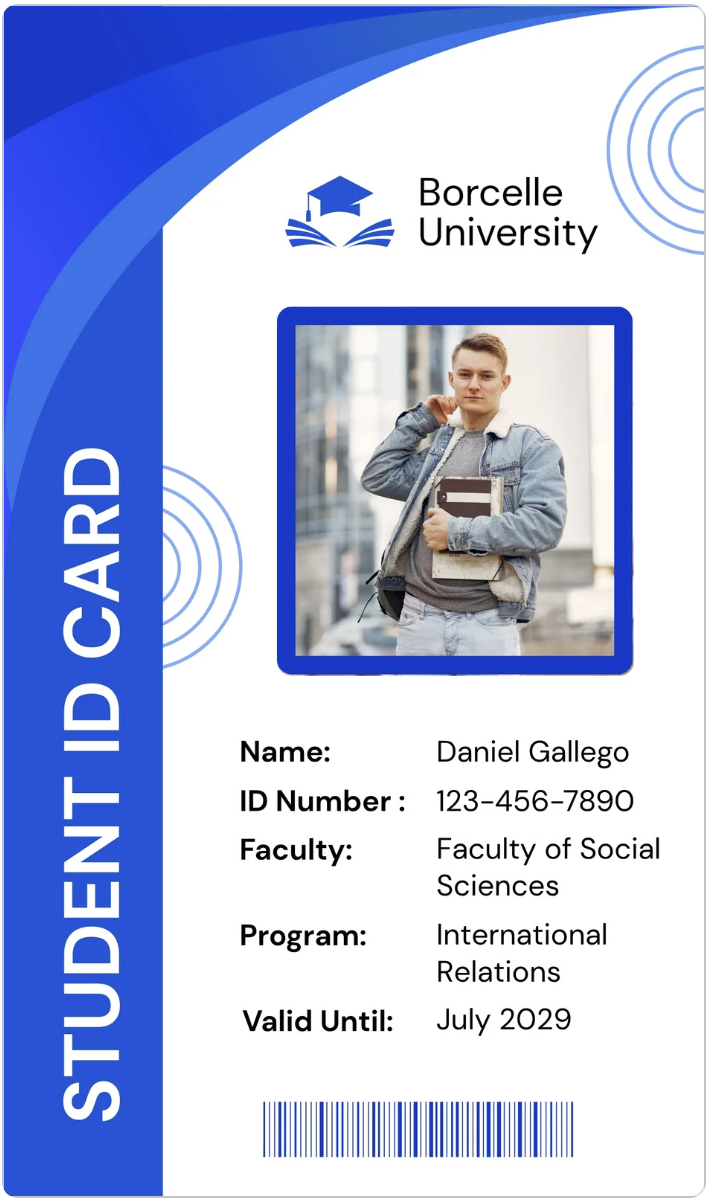 Borcelle
University
STUDENT ID CARD
Name: Daniel Gallego
ID Number : 123-456-7890
Faculty: Faculty of Social
Sciences
Program: International
Relations
Valid Until: July 2029